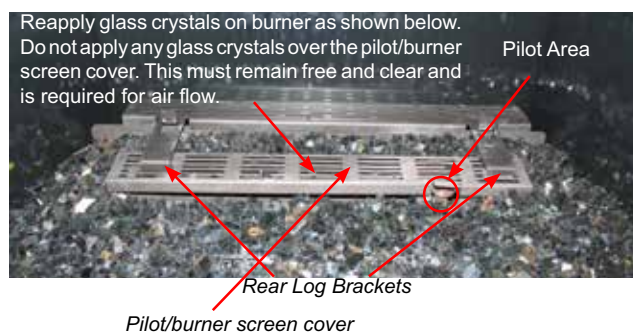 Reapply glass crystals on burner as shown below.
Do not apply any glass crystals over the pilot/burner
screen cover. This must remain free and clear and
is required for air flow.
Pilot Area
Rear Log Brackets
Pilot/burner screen cover